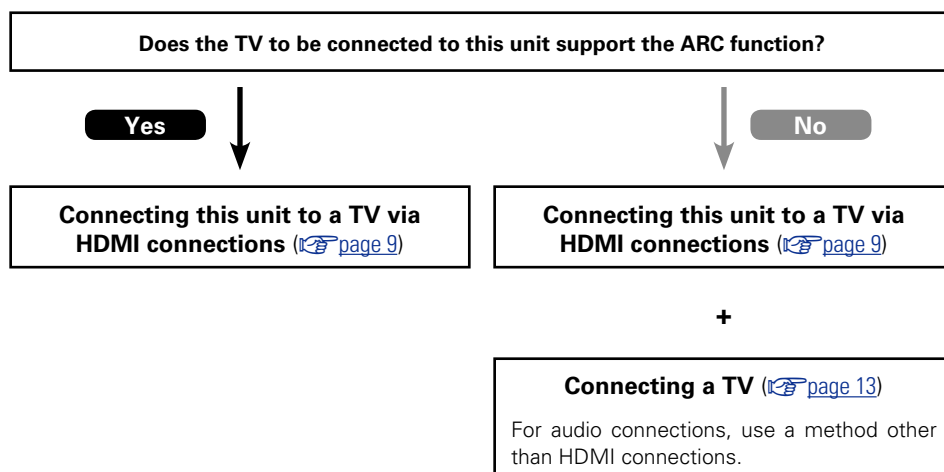 Does the TV to be connected to this unit support the ARC function?
Yes
No
Connecting this unit to a TV via
HDMI connections (page 9)
Connecting this unit to a TV via
HDMI connections (page 9)
+
Connecting a TV (page 13)
For audio connections, use a method other
than HDMI connections.